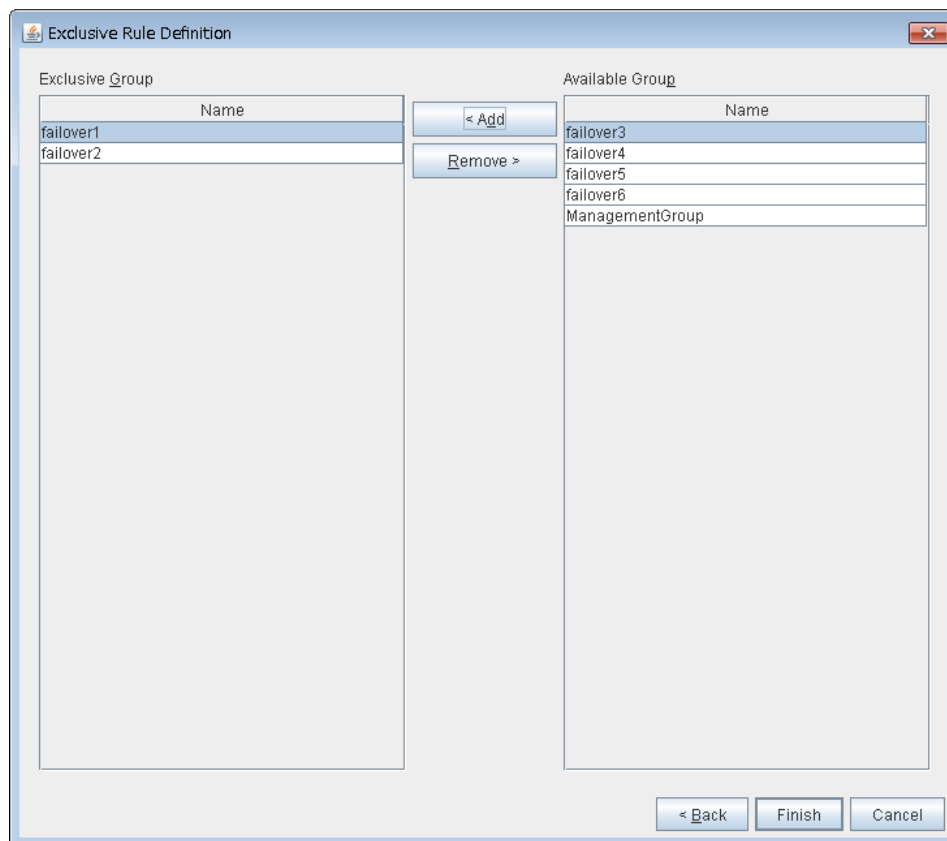 Exclusive Rule Definition
Exclusive Group
Available Group
Name
failover1
failover2
< Add
Remove >
Name
failover3
failover4
failover5
failover6
ManagementGroup
< Back
Finish
Cancel